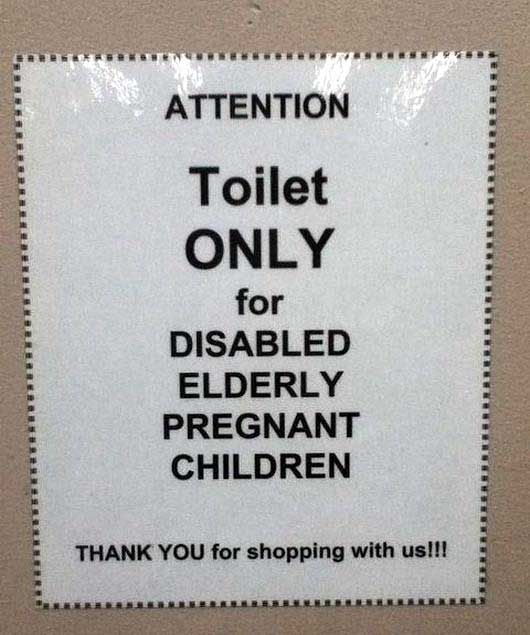 ATTENTION
Toilet
ONLY
for
DISABLED
ELDERLY
PREGNANT
CHILDREN
THANK YOU for shopping with us!!!